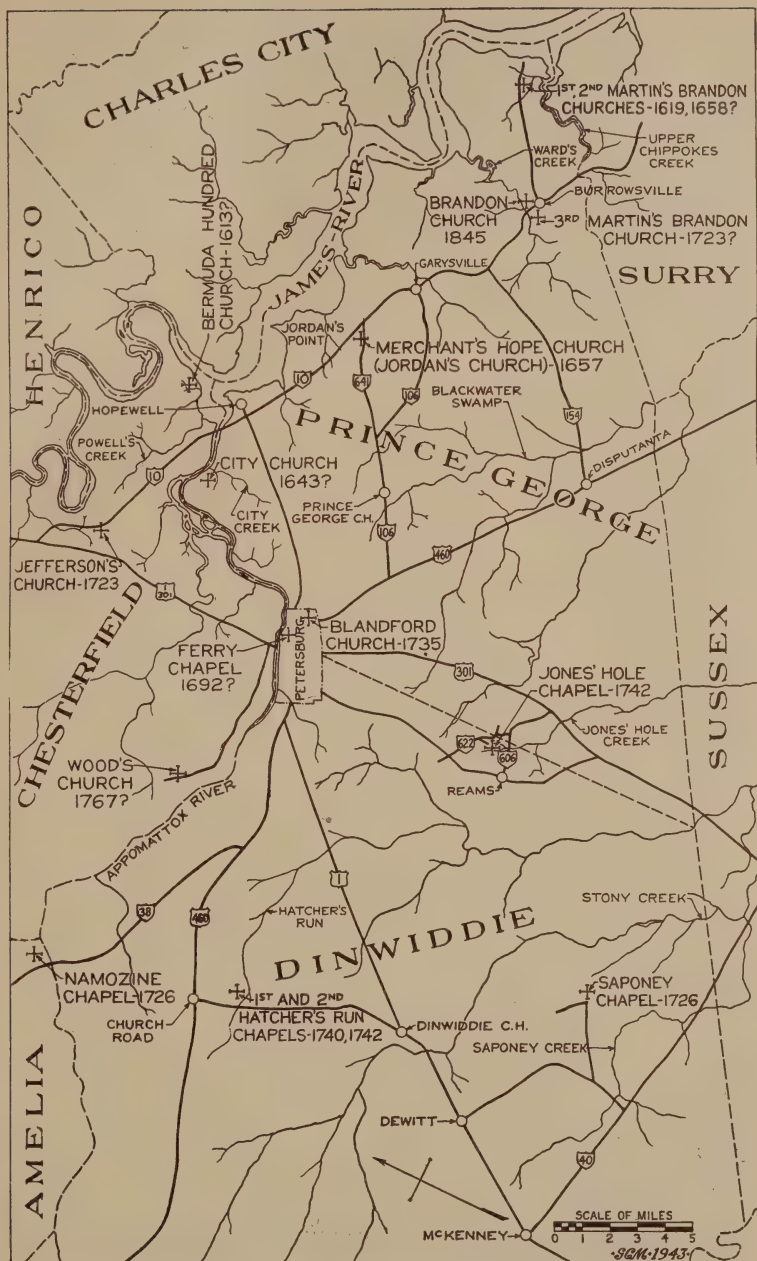 CHARLES CITY
1ST, 2ND MARTIN'S BRANDON
CHURCHES-1619, 1658?
WARD'S
CREEK
UPPER
CHIPPOKES
CREEK
BRANDON
CHURCH
1845
BURROWSVILLE
3RD MARTIN'S BRANDON
CHURCH-1723?
HENRICO
BERMUDA HUNDRED
CHURCH-1613?
JAMES-RIVER
GARYSVILLE
SURRY
JORDAN'S
POINT
MERCHANT'S HOPE CHURCH
(JORDAN'S CHURCH)-1657
10
641
106
BLACKWATER
SWAMP
154
HOPEWELL
PRINCE GEORGE
POWELL'S
CREEK
10
CITY CHURCH
1643?
CITY
CREEK
PRINCE
GEORGE C.H.
DISPUTANTA
106
460
JEFFERSON'S
CHURCH-1723
1
301
CHESTERFIELD
FERRY
CHAPEL
1692?
PETERSBURG
BLANDFORD
CHURCH-1735
301
JONES' HOLE
CHAPEL-1742
SUSSEX
622
606
JONES' HOLE
CREEK
REAMS
WOOD'S
CHURCH
1767?
APPOMATTOX RIVER
1
STONY CREEK
38
460
HATCHER'S
RUN
DINWIDDIE
NAMOZINE
CHAPEL-1726
1ST AND 2ND
HATCHER'S RUN
CHAPELS-1740,1742
SAPONEY
CHAPEL-1726
CHURCH
ROAD
DINWIDDIE C.H.
SAPONEY CREEK
AMELIA
DEWITT
40
MCKENNEY
SCALE OF MILES
0 1 2 3 4 5
·SGM·1943·